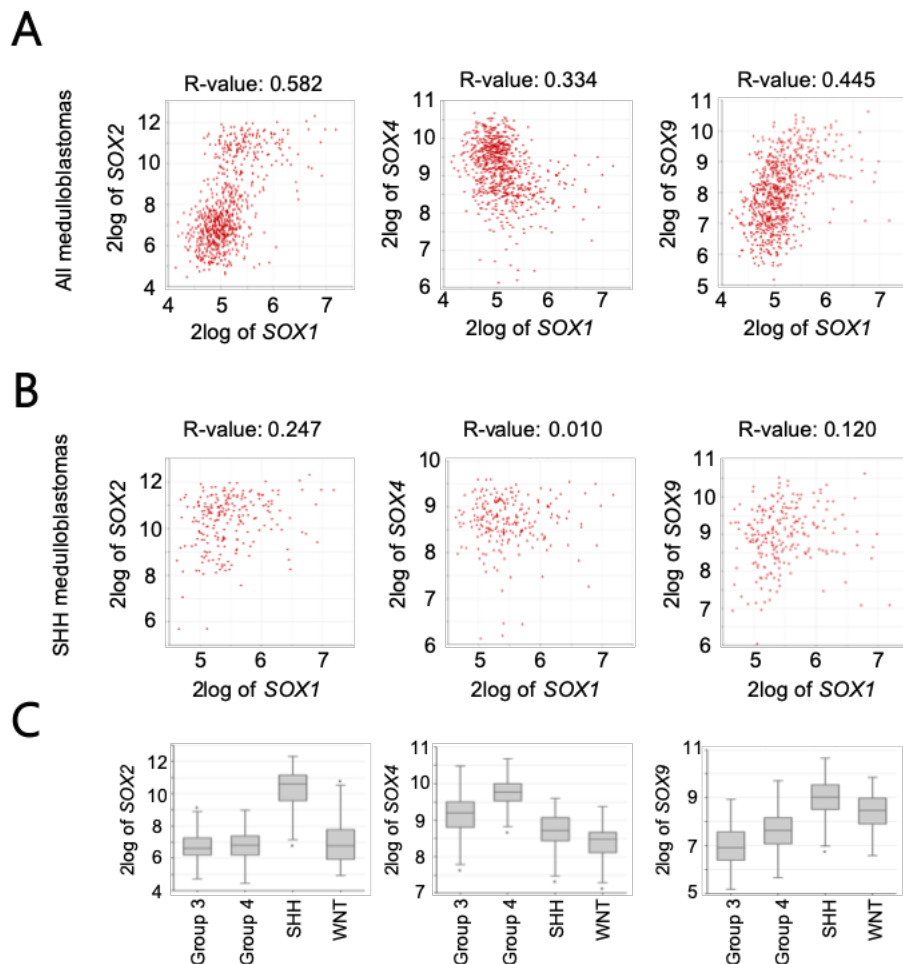 A
All medulloblastomas
R-value: 0.582
2log of SOX2
12
10
8
6
4
4 5 6 7
2log of SOX1
R-value: 0.334
2log of SOX4
11
10
9
8
7
6
4 5 6 7
2log of SOX1
R-value: 0.445
2log of SOX9
11
10
9
8
7
6
5
4 5 6 7
2log of SOX1
B
SHH medulloblastomas
R-value: 0.247
2log of SOX2
12
10
8
6
5 6 7
2log of SOX1
R-value: 0.010
2log of SOX4
10
9
8
7
6
5 6 7
2log of SOX1
R-value: 0.120
2log of SOX9
11
10
9
8
7
6
5 6 7
2log of SOX1
C
2log of SOX2
12
10
8
6
4
Group 3
Group 4
SHH
WNT
2log of SOX4
11
10
9
8
7
Group 3
Group 4
SHH
WNT
2log of SOX9
11
9
7
5
Group 3
Group 4
SHH
WNT